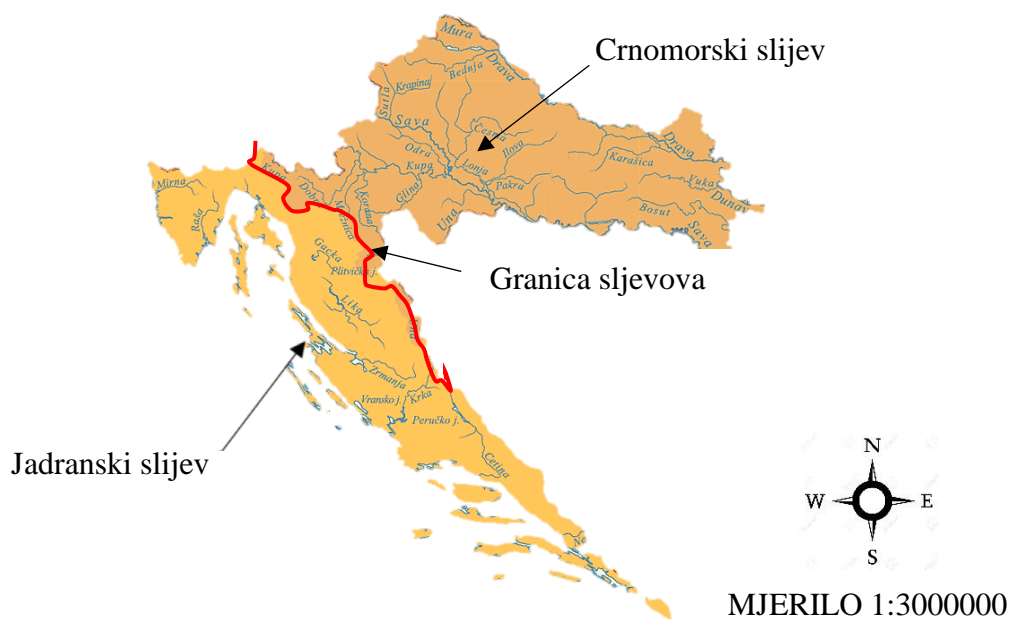 Mura
Crnomorski slijev
Drava
Bednja
Krapina
Sutla
Sava
Česma
Ilova
Odra
Kupa
Lonja
Drava
Karašica
Kupa
Mirna
Dobra
Korana
Glina
Pakra
Vuka
Dunav
Raša
Una
Bosut
Sava
Gacka
Plitvička j.
Granica sljevova
Lika
Zrmanja
Krka
Vransko j.
Peručko j.
Jadranski slijev
Cetina
N
W
E
S
Ne
MJERILO 1:3000000